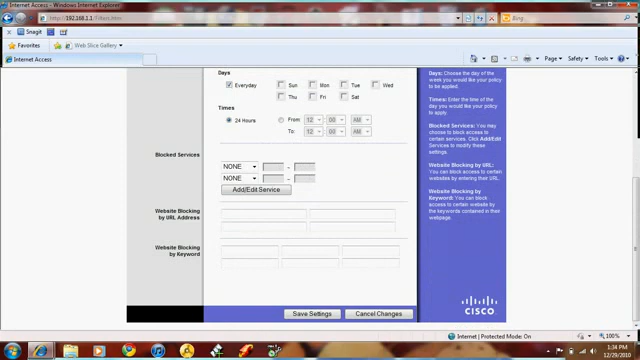 Internet Access - Windows Internet Explorer
http://192.168.1.1/Filters.htm
Bing
Snagit
Favorites
Web Slice Gallery
Internet Access
Page
Safety
Tools
Days
Everyday
Sun
Mon
Tue
Wed
Thu
Fri
Sat
Times
24 Hours
From:
12 : 00 AM
To:
12 : 00 AM
Blocked Services
NONE
-
NONE
-
Add/Edit Service
Website Blocking
by URL Address
Website Blocking
by Keyword
Save Settings
Cancel Changes
Days: Choose the day of
the week you would like your policy
to be applied.
Times: Enter the time of the
day you would like your policy to
apply.
Blocked Services: You may
choose to block access to
certain services. Click Add/Edit
Services to modify these
settings.
Website Blocking by URL:
You can block access to certain
websites by entering their URL.
Website Blocking by
Keyword: You can block
access to certain website by
the keywords contained in their
webpage.
CISCO
Internet | Protected Mode: On
100%
1:34 PM
12/29/2010